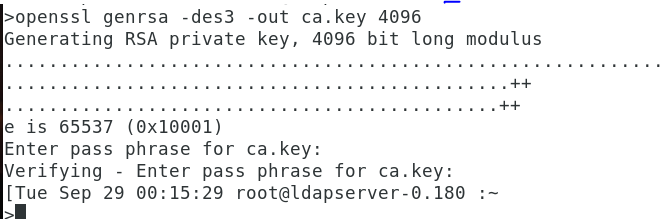 >openssl genrsa -des3 -out ca.key 4096
Generating RSA private key, 4096 bit long modulus
............................................................
..............................................++
.............................................++
e is 65537 (0x10001)
Enter pass phrase for ca.key:
Verifying - Enter pass phrase for ca.key:
[Tue Sep 29 00:15:29 root@ldapserver-0.180 :~
>